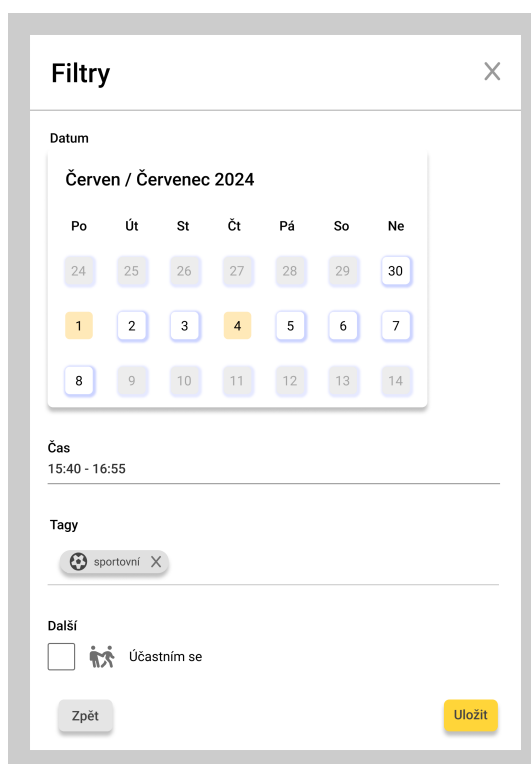 Filtry
Datum
Červen / Červenec 2024
Po Út St Čt Pá So Ne
24 25 26 27 28 29 30
1 2 3 4 5 6 7
8 9 10 11 12 13 14
Čas
15:40 - 16:55
Tagy
sportovní
Další
Účastním se
Zpět Uložit